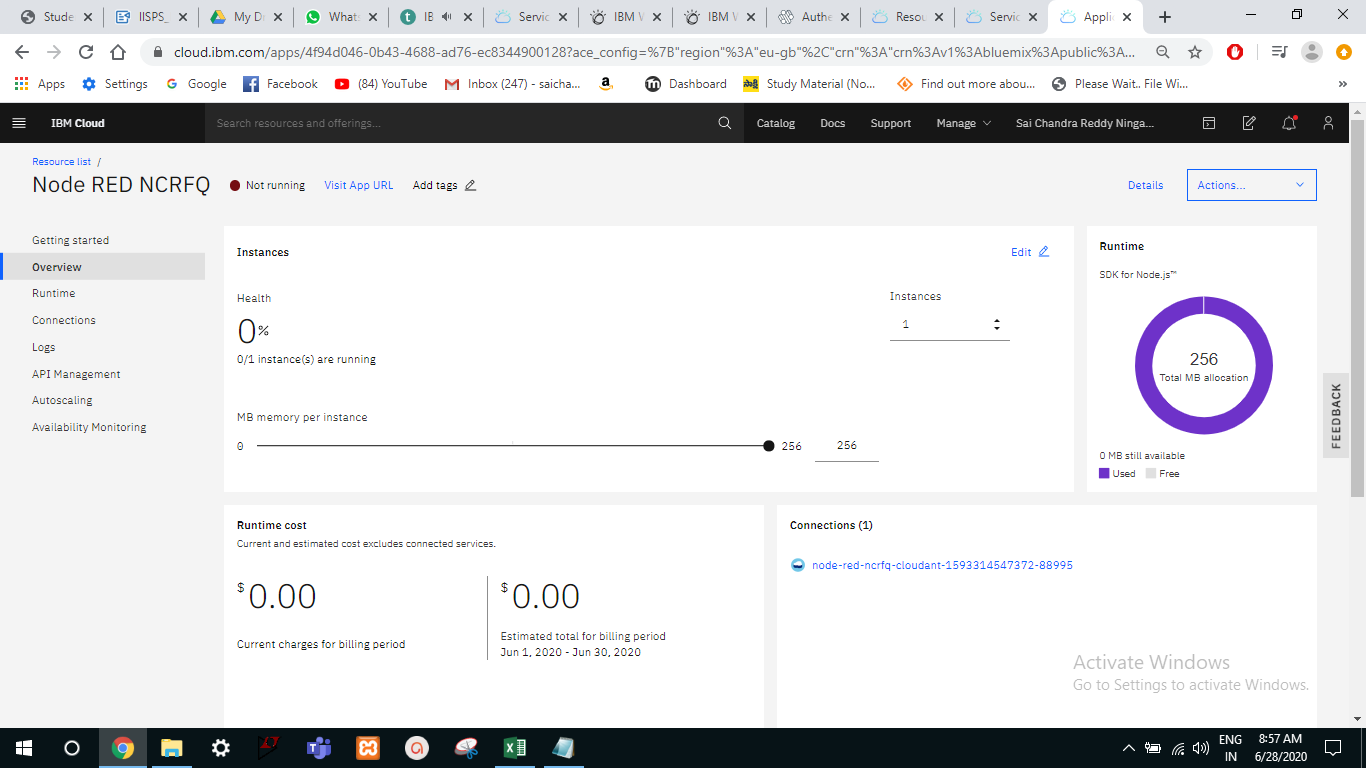 Stude
IISPS_
My Di
Whats
IE
Servic
IBM W
IBM W
Authe
Resou
Servic
Appli
cloud.ibm.com/apps/4f94d046-0b43-4688-ad76-ec8344900128?ace_config=%7B"region"%3A"eu-gb"%2C"crn"%3A"crn%3Av1%3Abluemix%3Apublic%3A...
Apps
Settings
Google
Facebook
(84) YouTube
Inbox (247) - saicha...
Dashboard
Study Material (No...
Find out more abou...
Please Wait.. File Wi...
»
IBM Cloud
Search resources and offerings...
Catalog
Docs
Support
Manage
Sai Chandra Reddy Ninga...
Resource list /
Node RED NCRFQ
Not running
Visit App URL
Add tags
Details
Actions...
Getting started
Overview
Runtime
Connections
Logs
API Management
Autoscaling
Availability Monitoring
Instances
Edit
Health
0%
0/1 instance(s) are running
Instances
1
MB memory per instance
0
256
256
Runtime
SDK for Node.js™
256
Total MB allocation
0 MB still available
Used
Free
FEEDBACK
Runtime cost
Current and estimated cost excludes connected services.
$0.00
Current charges for billing period
$0.00
Estimated total for billing period
Jun 1, 2020 - Jun 30, 2020
Connections (1)
node-red-ncrfq-cloudant-1593314547372-88995
Activate Windows
Go to Settings to activate Windows.
ENG
IN
8:57 AM
6/28/2020